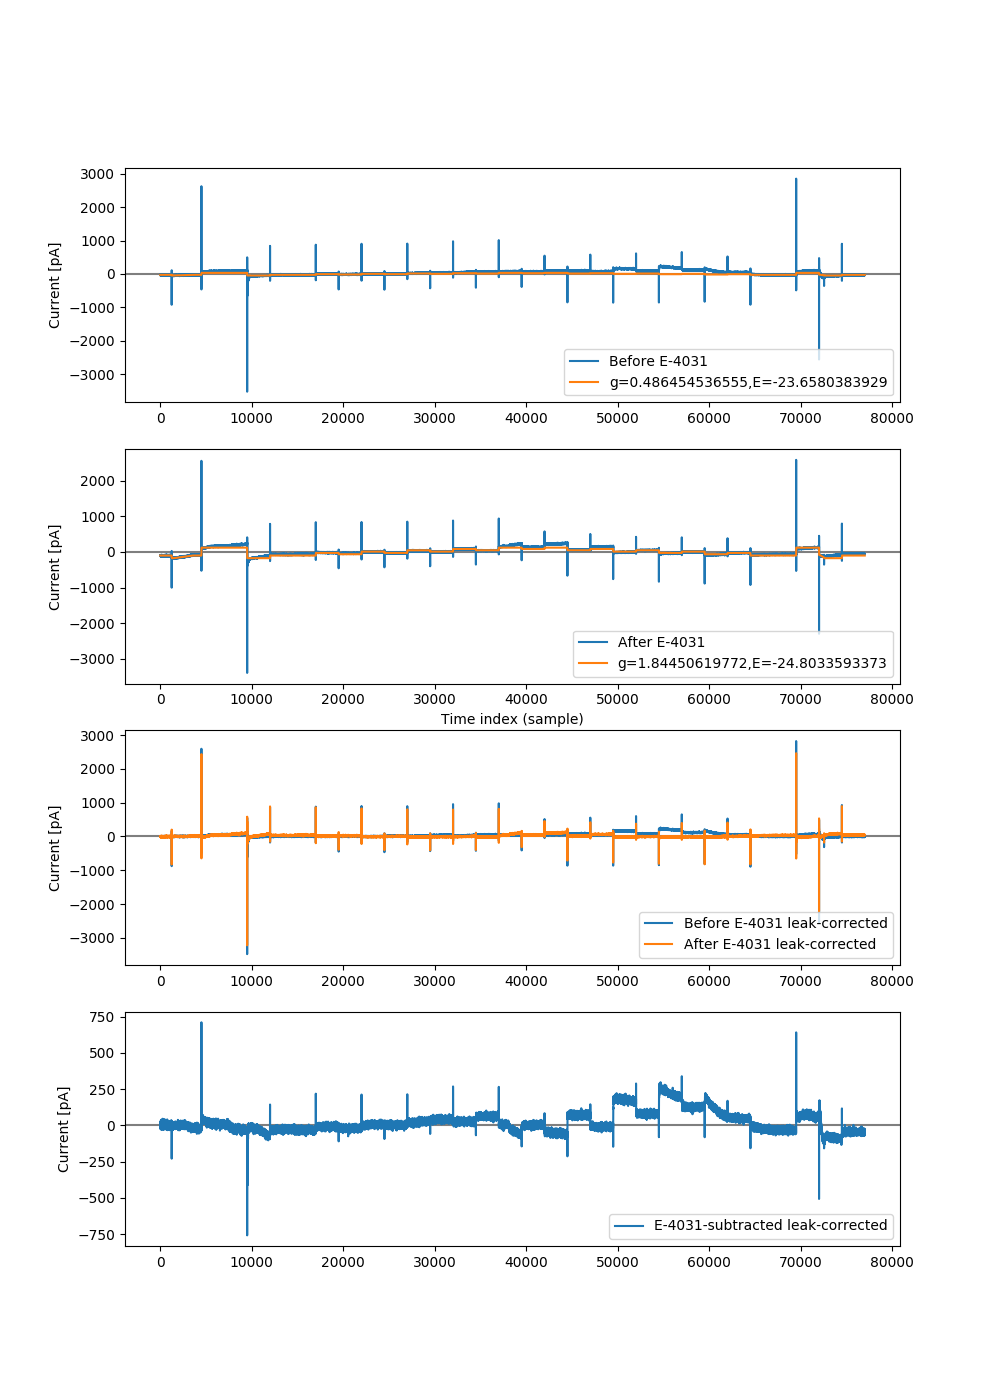 3000
2000
1000
0
−1000
−2000
−3000
Current [pA]
Before E-4031
g=0.486454536555,E=-23.6580383929
0 10000 20000 30000 40000 50000 60000 70000 80000
2000
1000
0
−1000
−2000
−3000
Current [pA]
After E-4031
g=1.84450619772,E=-24.8033593373
0 10000 20000 30000 40000 50000 60000 70000 80000
Time index (sample)
3000
2000
1000
0
−1000
−2000
−3000
Current [pA]
Before E-4031 leak-corrected
After E-4031 leak-corrected
0 10000 20000 30000 40000 50000 60000 70000 80000
750
500
250
0
−250
−500
−750
Current [pA]
E-4031-subtracted leak-corrected
0 10000 20000 30000 40000 50000 60000 70000 80000